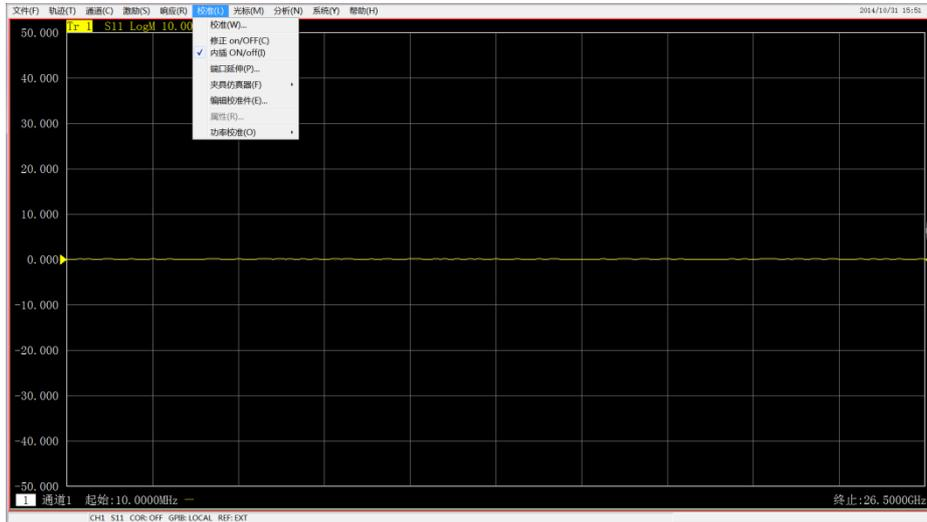 文件(F) 轨迹(T) 通道(C) 激励(S) 响应(R) 校准(L) 光标(M) 分析(N) 系统(Y) 帮助(H) 2014/10/31 15:51
Tr 1 S11 LogM 10.00
校准(W)...
修正 on/OFF(C)
✓ 内插 ON/off(I)
端口延伸(P)...
夹具仿真器(F)
编辑校准件(E)...
属性(R)...
功率校准(O)
50.000
40.000
30.000
20.000
10.000
0.000
-10.000
-20.000
-30.000
-40.000
-50.000
1 通道1 起始:10.0000MHz — 终止:26.5000GHz
CH1 S11 COR: OFF GPIB: LOCAL REF: EXT